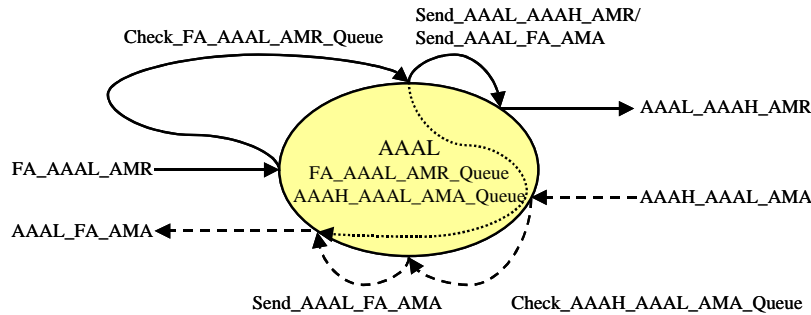 Send_AAAL_AAAH_AMR/
Send_AAAL_FA_AMA
Check_FA_AAAL_AMR_Queue
AAAL_AAAH_AMR
AAAL
FA_AAAL_AMR
FA_AAAL_AMR_Queue
AAAH_AAAL_AMA_Queue
AAAH_AAAL_AMA
AAAL_FA_AMA
Send_AAAL_FA_AMA
Check_AAAH_AAAL_AMA_Queue